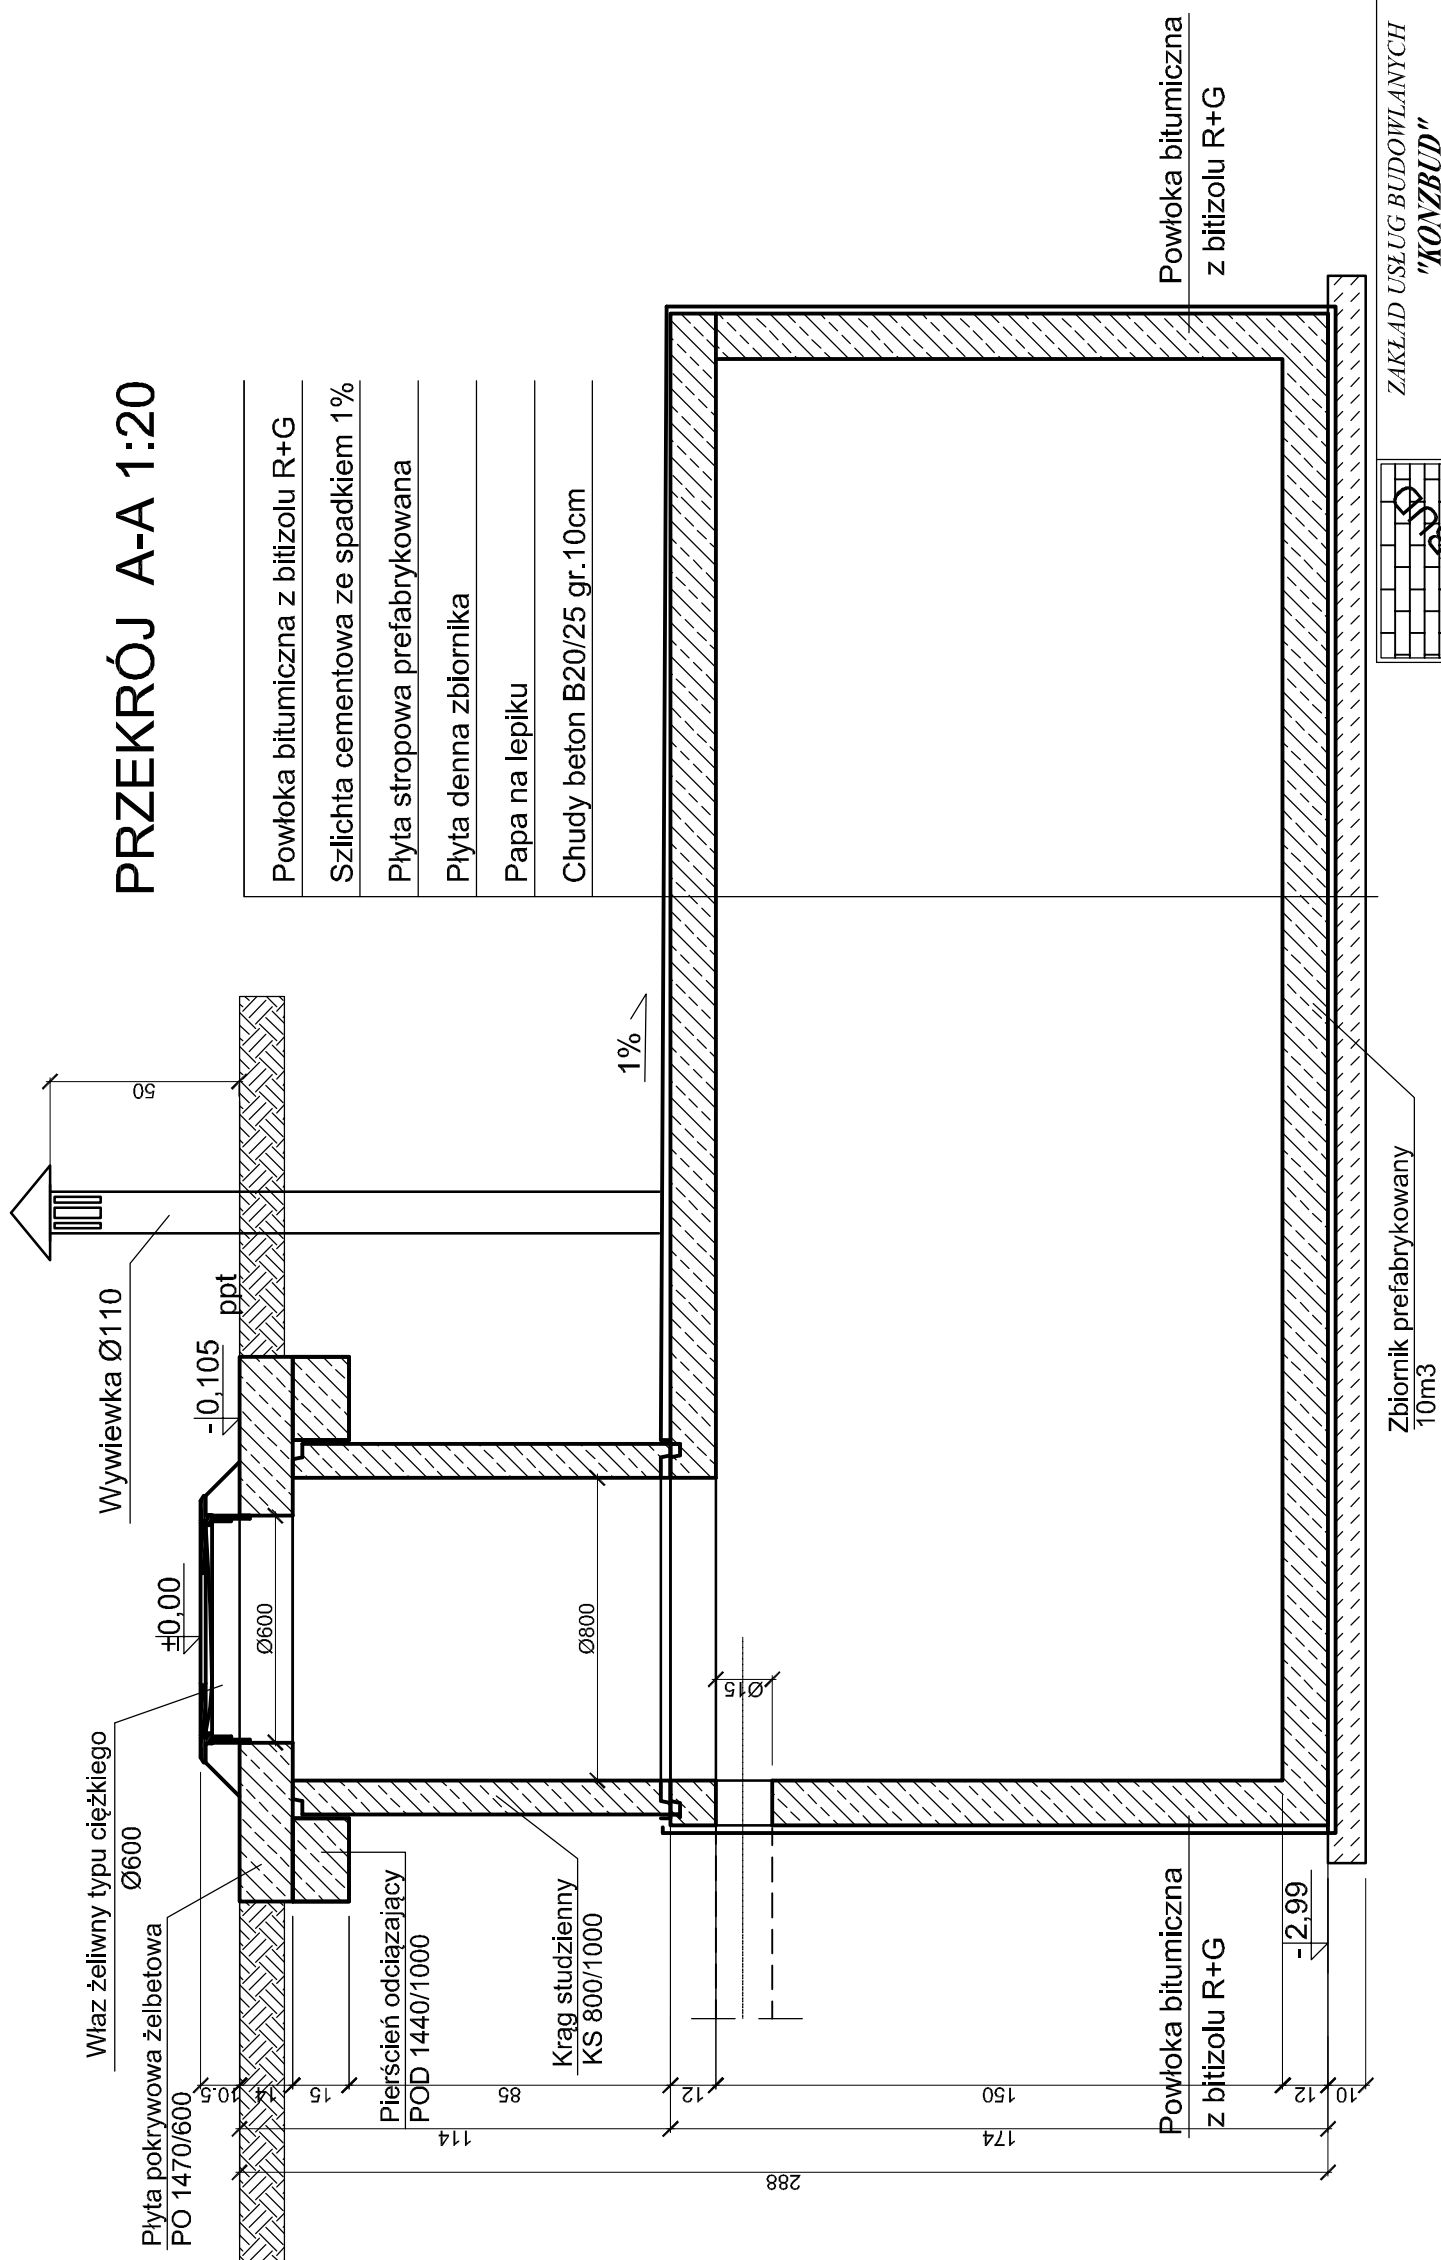 PRZEKRÓJ A-A 1:20
Powłoka bitumiczna z bitizolu R+G
Szlichta cementowa ze spadkiem 1%
Płyta stropowa prefabrykowana
Płyta denna zbiornika
Papa na lepiku
Chudy beton B20/25 gr.10cm
Właz żeliwny typu ciężkiego
Ø600
Płyta pokrywowa żelbetowa
PO 1470/600
Pierścień odciązający
POD 1440/1000
Krąg studzienny
KS 800/1000
Wywiewka Ø110
±0,00
-0,105
ppt
50
1%
Ø600
Ø800
Ø15
10.5
14
15
85
12
150
12
10
114
174
288
-2,99
Powłoka bitumiczna
z bitizolu R+G
Powłoka bitumiczna
z bitizolu R+G
Zbiornik prefabrykowany
10m3
ZAKŁAD USŁUG BUDOWLANYCH
"KONZBUD"